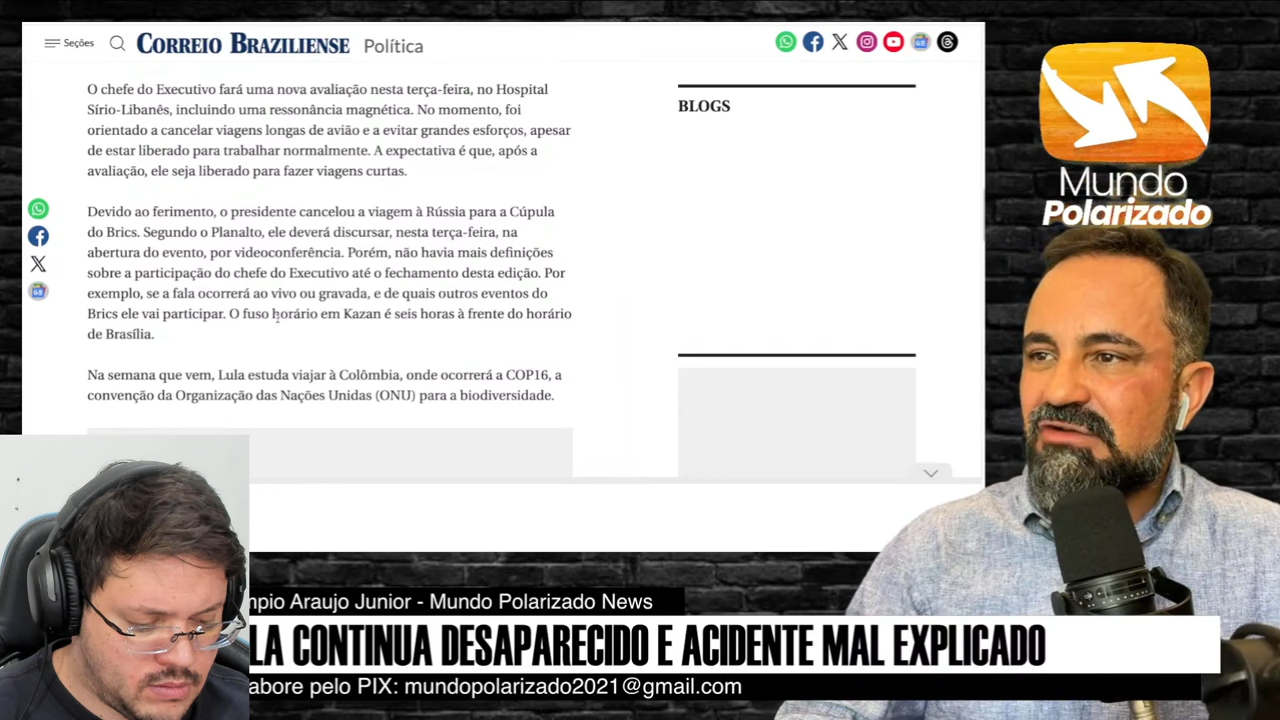 Seções
CORREIO BRAZILIENSE
Política
O chefe do Executivo fará uma nova avaliação nesta terça-feira, no Hospital
Sírio-Libanês, incluindo uma ressonância magnética. No momento, foi
orientado a cancelar viagens longas de avião e a evitar grandes esforços, apesar
de estar liberado para trabalhar normalmente. A expectativa é que, após a
avaliação, ele seja liberado para fazer viagens curtas.
Devido ao ferimento, o presidente cancelou a viagem à Rússia para a Cúpula
do Brics. Segundo o Planalto, ele deverá discursar, nesta terça-feira, na
abertura do evento, por videoconferência. Porém, não havia mais definições
sobre a participação do chefe do Executivo até o fechamento desta edição. Por
exemplo, se a fala ocorrerá ao vivo ou gravada, e de quais outros eventos do
Brics ele vai participar. O fuso horário em Kazan é seis horas à frente do horário
de Brasília.
Na semana que vem, Lula estuda viajar à Colômbia, onde ocorrerá a COP16, a
convenção da Organização das Nações Unidas (ONU) para a biodiversidade.
BLOGS
Mundo
Polarizado
mpio Araujo Junior - Mundo Polarizado News
LA CONTINUA DESAPARECIDO E ACIDENTE MAL EXPLICADO
abore pelo PIX: mundopolarizado2021@gmail.com